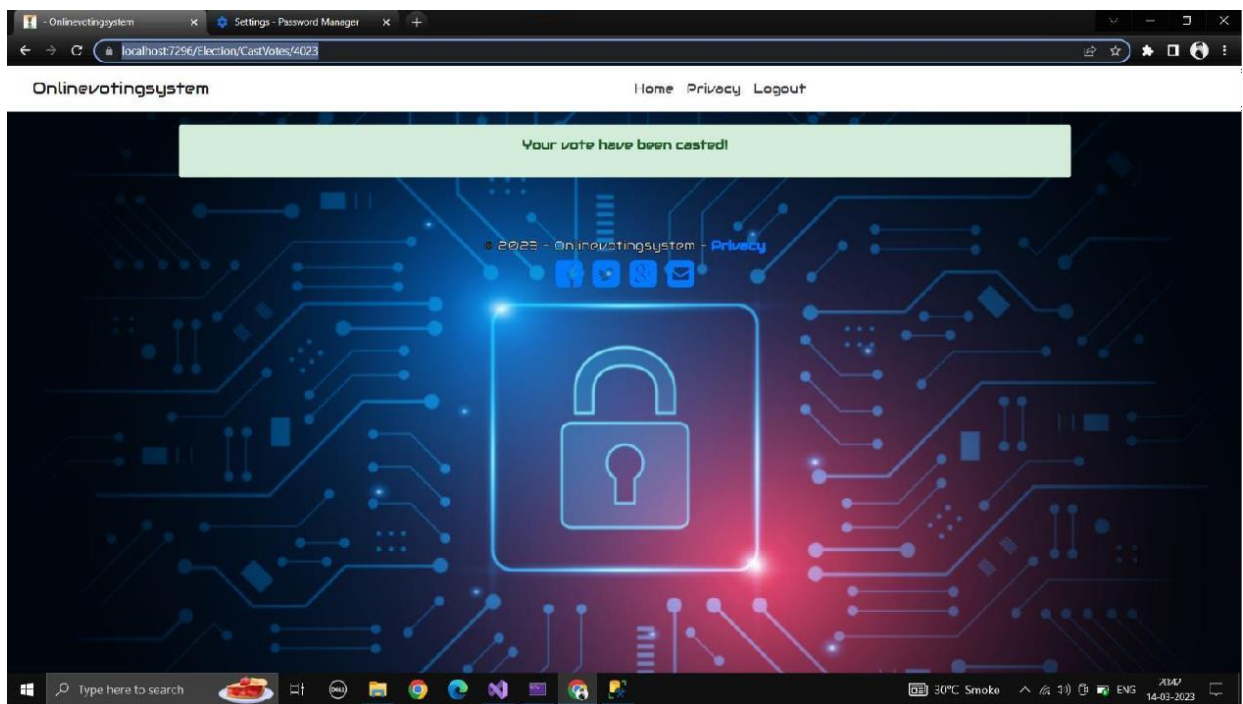 - Onlinevotingsystem
Settings - Password Manager
localhost:7296/Election/CastVotes/4023
Onlinevotingsystem
Home Privacy Logout
Your vote have been casted!
© 2023 - Onlinevotingsystem - Privacy
Type here to search
DELL
30°C Smoke
ENG
14-03-2023